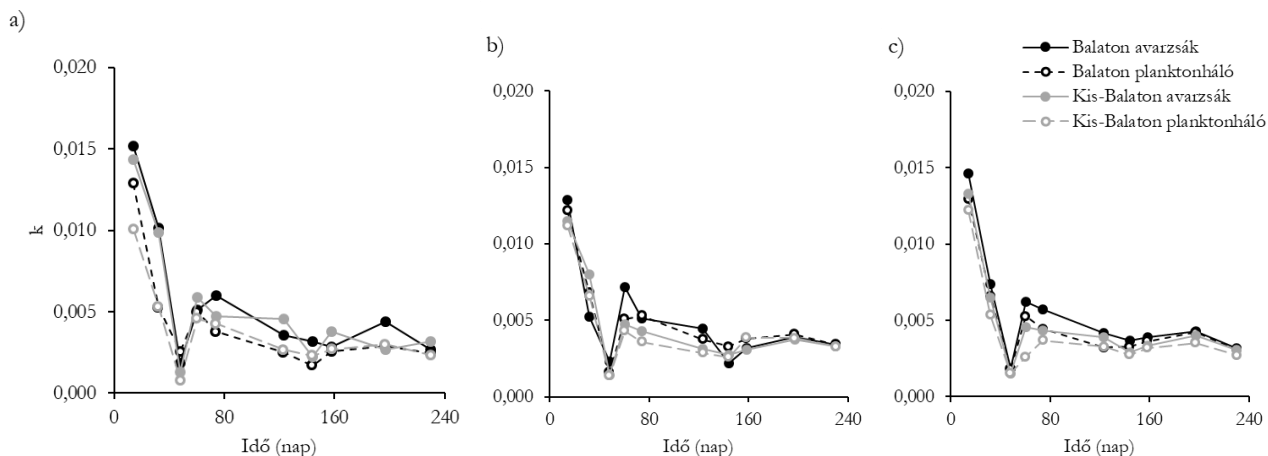 a)
0,020
0,015
0,010
0,005
0,000
k
0 80 160 240
Idő (nap)
b)
0,020
0,015
0,010
0,005
0,000
0 80 160 240
Idő (nap)
c)
0,020
0,015
0,010
0,005
0,000
0 80 160 240
Idő (nap)
Balaton avarzsák
Balaton planktonháló
Kis-Balaton avarzsák
Kis-Balaton planktonháló